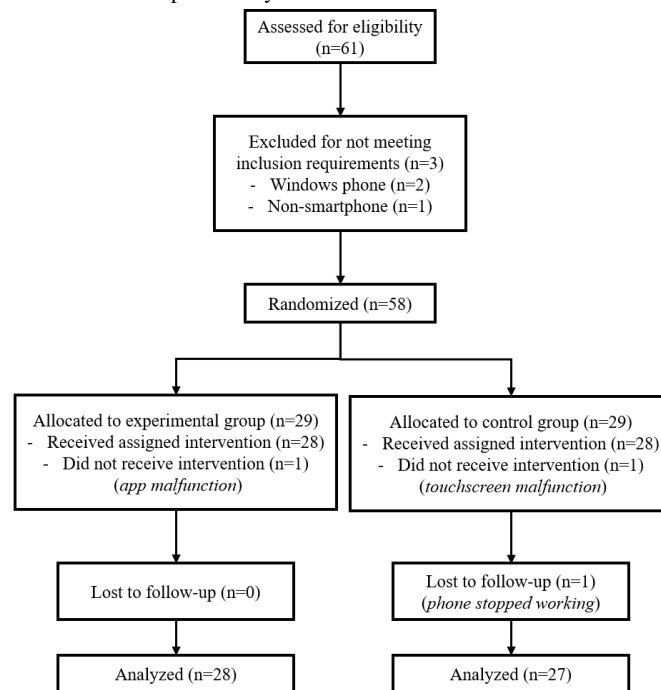 Assessed for eligibility
(n=61)
Excluded for not meeting
inclusion requirements (n=3)
- Windows phone (n=2)
- Non-smartphone (n=1)
Randomized (n=58)
Allocated to experimental group (n=29)
- Received assigned intervention (n=28)
- Did not receive intervention (n=1)
(app malfunction)
Allocated to control group (n=29)
- Received assigned intervention (n=28)
- Did not receive intervention (n=1)
(touchscreen malfunction)
Lost to follow-up (n=0)
Lost to follow-up (n=1)
(phone stopped working)
Analyzed (n=28)
Analyzed (n=27)